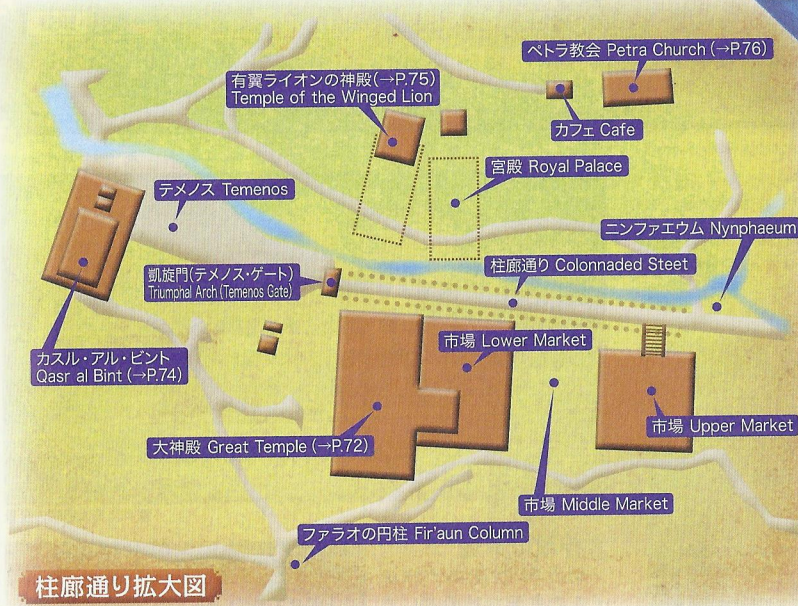 ペトラ教会 Petra Church (→P.76)
有翼ライオンの神殿(→P.75)
Temple of the Winged Lion
カフェ Cafe
宮殿 Royal Palace
テメノス Temenos
ニンファエウム Nynphaeum
柱廊通り Colonnaded Steet
凱旋門(テメノス・ゲート)
Triumphal Arch (Temenos Gate)
市場 Lower Market
カスル・アル・ビント
Qasr al Bint (→P.74)
市場 Upper Market
大神殿 Great Temple (→P.72)
市場 Middle Market
ファラオの円柱 Fir'aun Column
柱廊通り拡大図